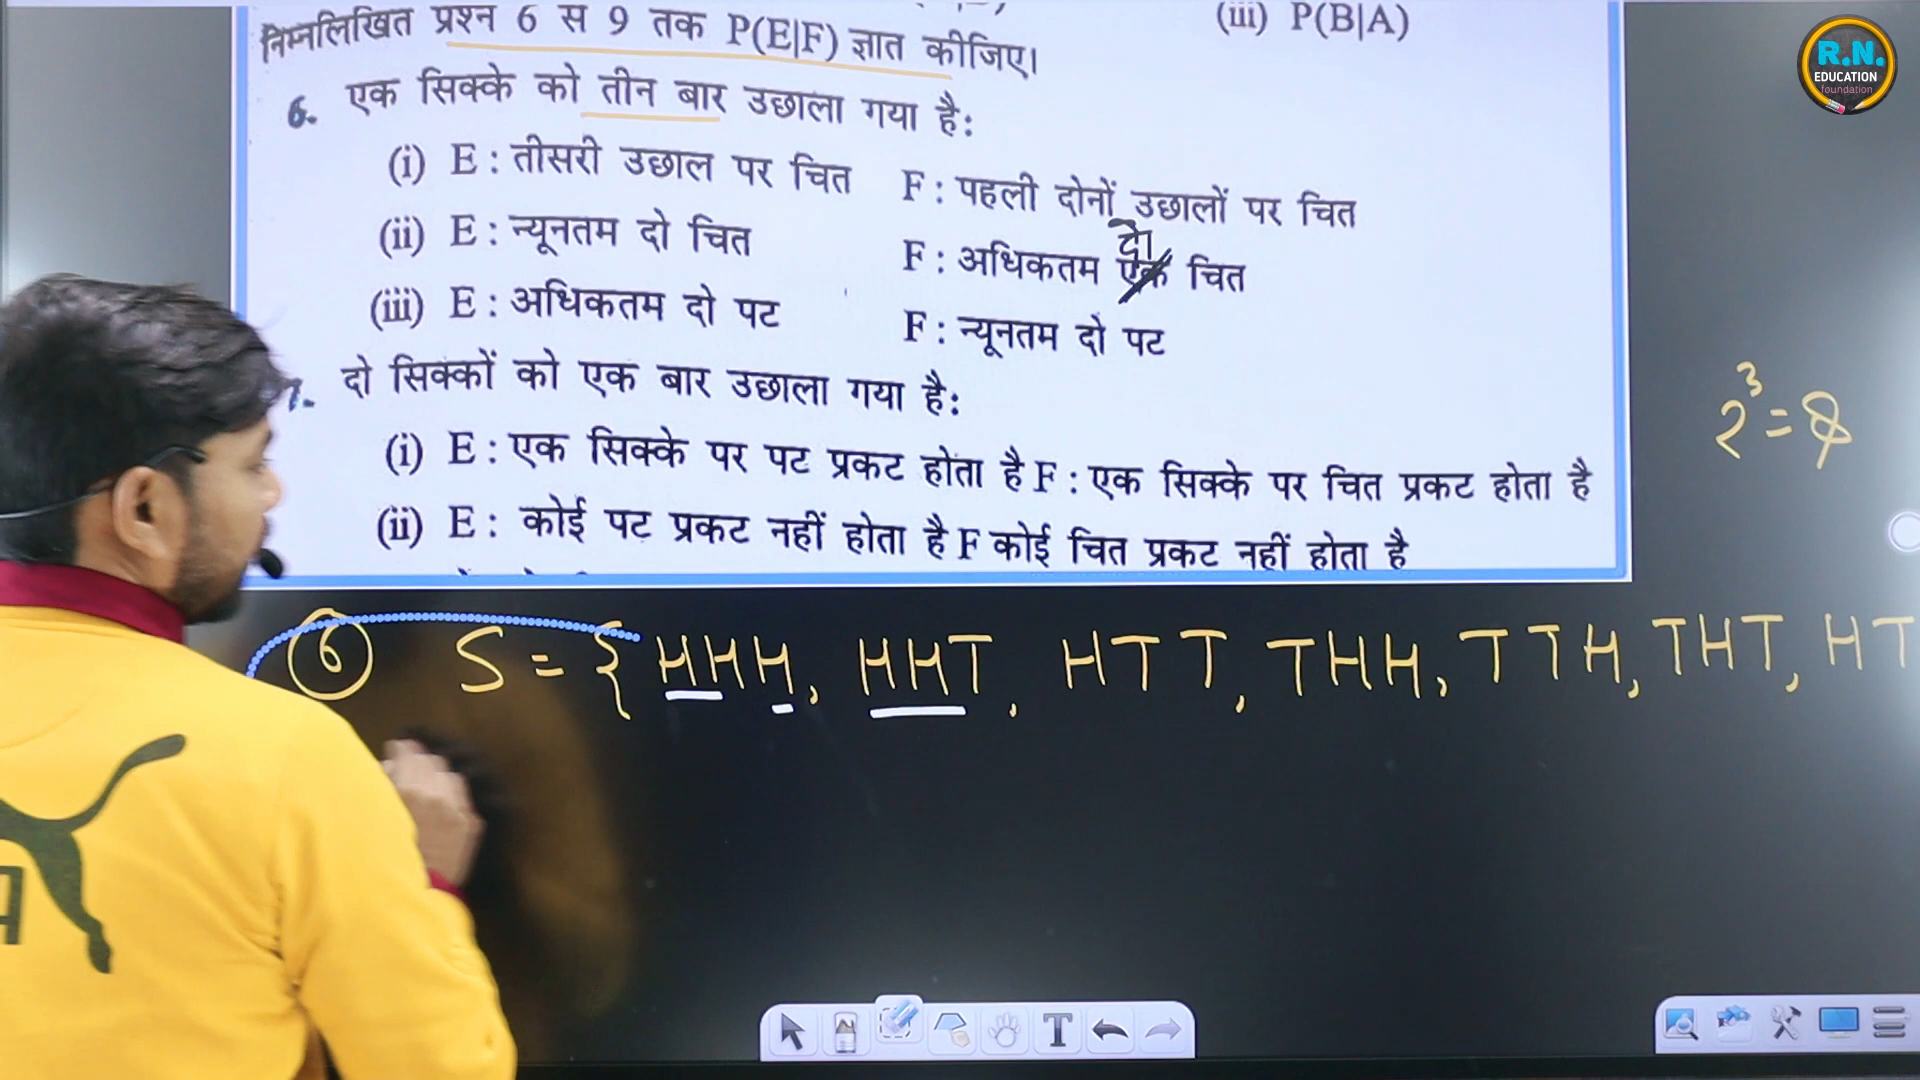 (iii) P(B|A)
निम्नलिखित प्रश्न 6 से 9 तक P(E|F) ज्ञात कीजिए।
6. एक सिक्के को तीन बार उछाला गया है:
(i) E : तीसरी उछाल पर चित F : पहली दोनों उछालों पर चित
दो
(ii) E : न्यूनतम दो चित F : अधिकतम एक चित
(iii) E : अधिकतम दो पट F : न्यूनतम दो पट
7. दो सिक्कों को एक बार उछाला गया है:
(i) E : एक सिक्के पर पट प्रकट होता है F : एक सिक्के पर चित प्रकट होता है
(ii) E : कोई पट प्रकट नहीं होता है F कोई चित प्रकट नहीं होता है
2³ = 8
6 S = { HHH, HHT, HTT, THH, TTH, THT, HT
R.N.
EDUCATION
foundation
T